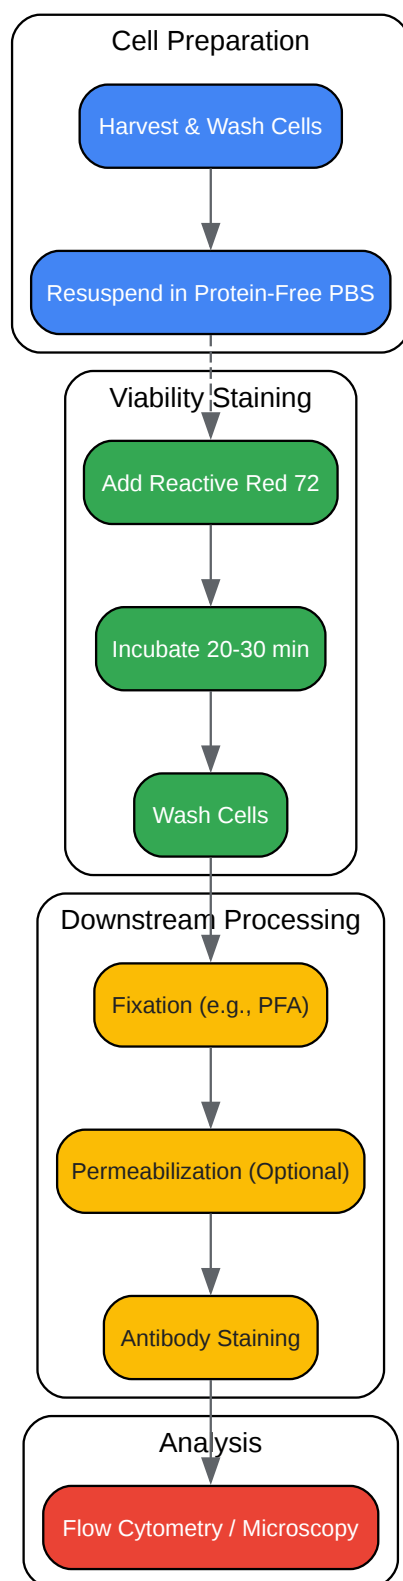 Cell Preparation
Harvest & Wash Cells
Resuspend in Protein-Free PBS
Viability Staining
Add Reactive Red 72
Incubate 20-30 min
Wash Cells
Downstream Processing
Fixation (e.g., PFA)
Permeabilization (Optional)
Antibody Staining
Analysis
Flow Cytometry / Microscopy